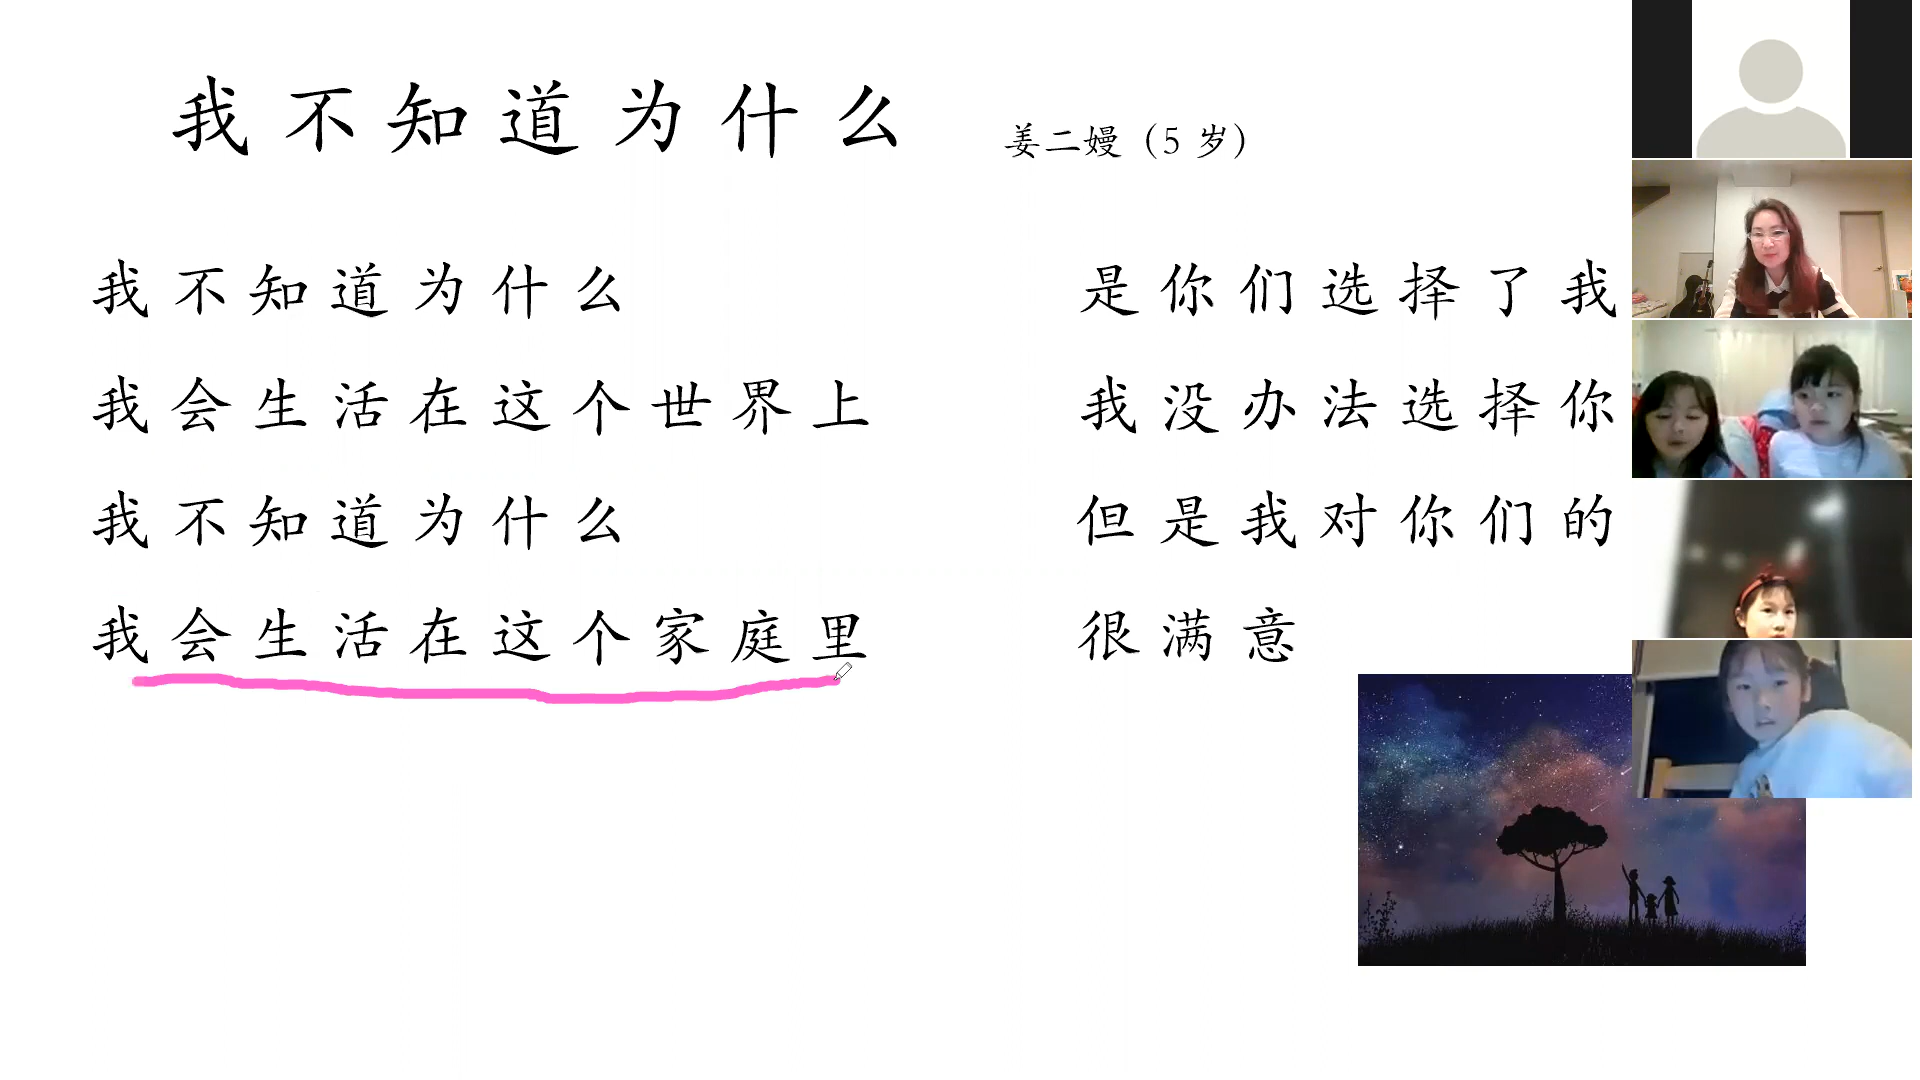 我不知道为什么
姜二嫚（5 岁）
我不知道为什么
我会生活在这个世界上
我不知道为什么
我会生活在这个家庭里
是你们选择了我
我没办法选择你
但是我对你们的
很满意